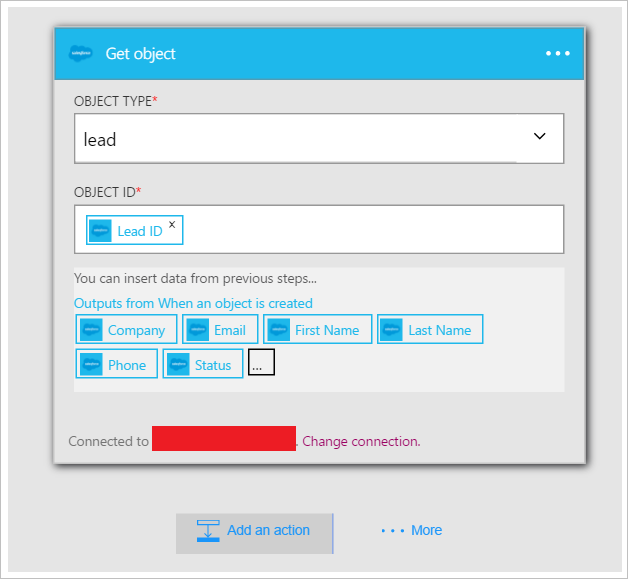 Get object
OBJECT TYPE*
lead
OBJECT ID*
Lead ID x
You can insert data from previous steps...
Outputs from When an object is created
Company Email First Name Last Name
Phone Status ...
Connected to . Change connection.
Add an action ... More